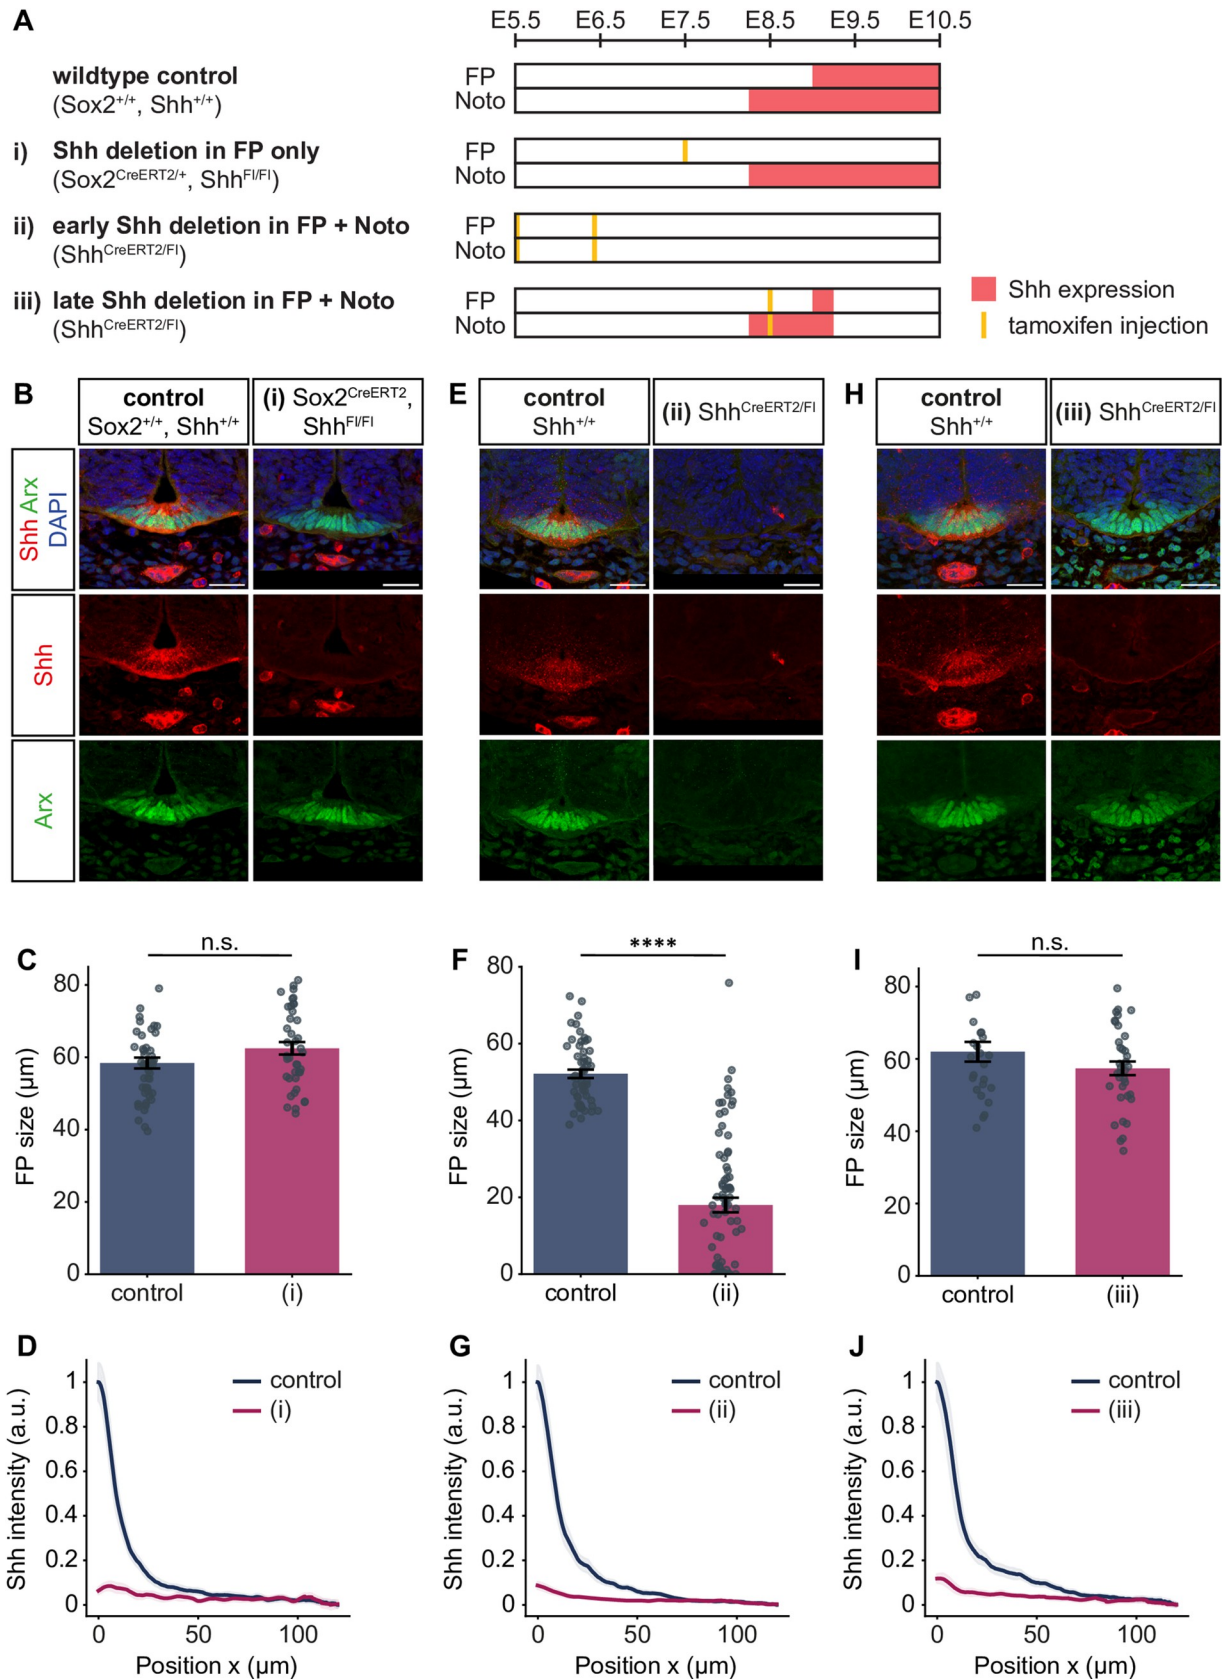 A
E5.5 E6.5 E7.5 E8.5 E9.5 E10.5
wildtype control
(Sox2+/+, Shh+/+)
FP
Noto
i) Shh deletion in FP only
(Sox2CreERT2/+, ShhFl/Fl)
FP
Noto
ii) early Shh deletion in FP + Noto
(ShhCreERT2/Fl)
FP
Noto
iii) late Shh deletion in FP + Noto
(ShhCreERT2/Fl)
FP
Noto
Shh expression
tamoxifen injection
B
control
Sox2+/+, Shh+/+
(i) Sox2CreERT2,
ShhFl/Fl
E
control
Shh+/+
(ii) ShhCreERT2/Fl
H
control
Shh+/+
(iii) ShhCreERT2/Fl
Shh Arx
DAPI
Shh
Arx
C
n.s.
FP size (μm)
80
60
40
20
0
control (i)
F
****
FP size (μm)
80
60
40
20
0
control (ii)
I
n.s.
FP size (μm)
80
60
40
20
0
control (iii)
D
Shh intensity (a.u.)
1
0.8
0.6
0.4
0.2
0
control
(i)
0 50 100
Position x (μm)
G
Shh intensity (a.u.)
1
0.8
0.6
0.4
0.2
0
control
(ii)
0 50 100
Position x (μm)
J
Shh intensity (a.u.)
1
0.8
0.6
0.4
0.2
0
control
(iii)
0 50 100
Position x (μm)